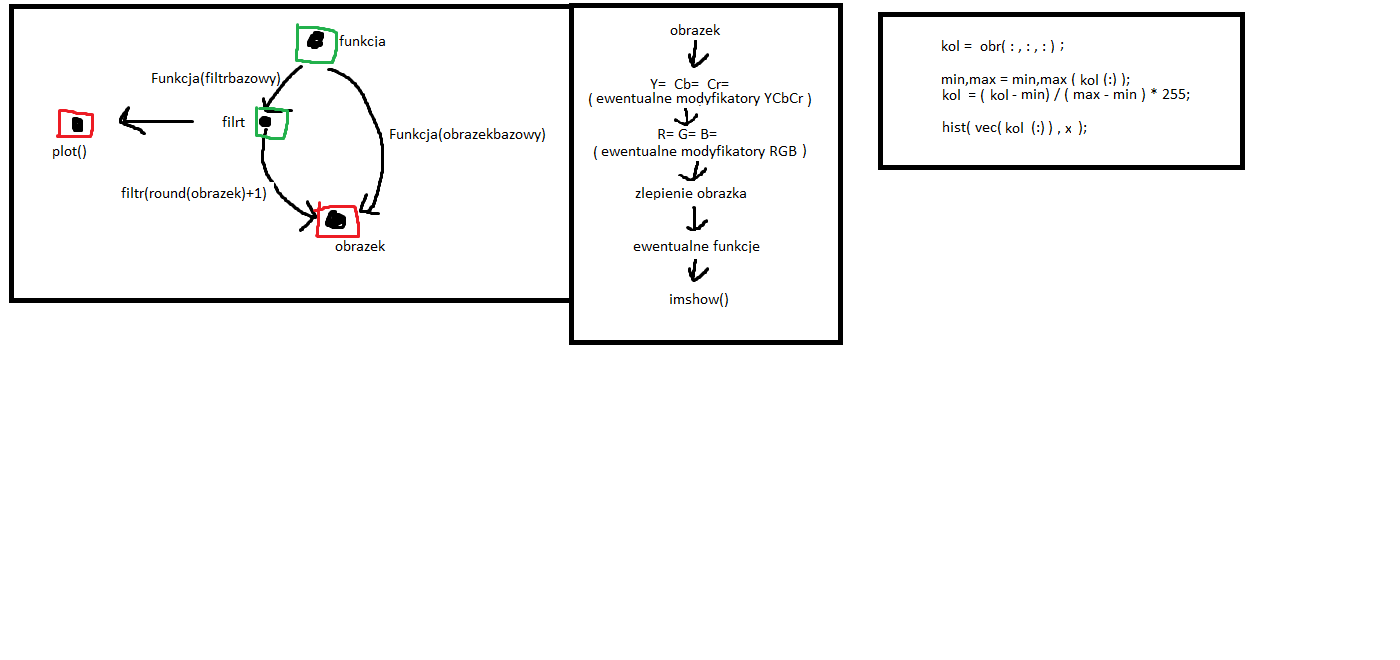 funkcja
Funkcja(filtrbazowy)
filrt
plot()
Funkcja(obrazekbazowy)
filtr(round(obrazek)+1)
obrazek
obrazek
Y= Cb= Cr=
( ewentualne modyfikatory YCbCr )
R= G= B=
( ewentualne modyfikatory RGB )
zlepienie obrazka
ewentualne funkcje
imshow()
kol = obr( : , : , : ) ;
min,max = min,max ( kol (:) );
kol = ( kol - min) / ( max - min ) * 255;
hist( vec( kol (:) ) , x );